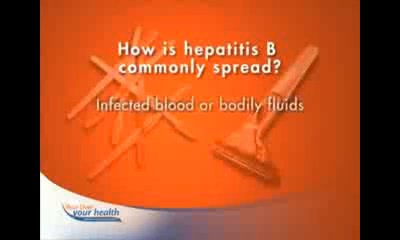 How is hepatitis B
commonly spread?
Infected blood or bodily fluids
your health